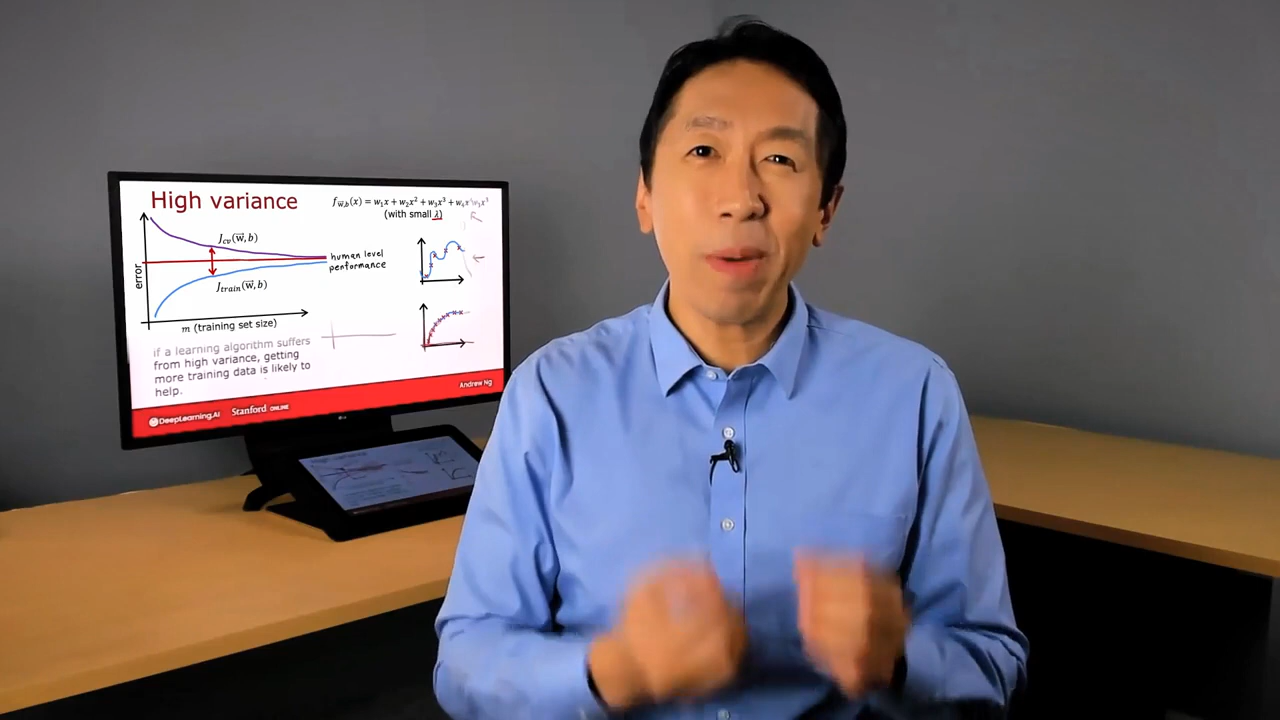 High variance
f_w,b(x) = w₁x + w₂x² + w₃x³ + w₄x⁴
(with small λ)
J_cv(w⃗, b)
human level
performance
error
J_train(w⃗, b)
m (training set size)
if a learning algorithm suffers
from high variance, getting
more training data is likely to
help.
Andrew Ng
DeepLearning.AI
Stanford ONLINE